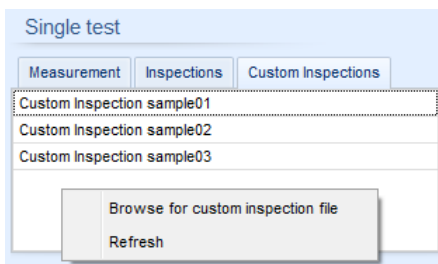 Single test
Measurement Inspections Custom Inspections
Custom Inspection sample01
Custom Inspection sample02
Custom Inspection sample03
Browse for custom inspection file
Refresh